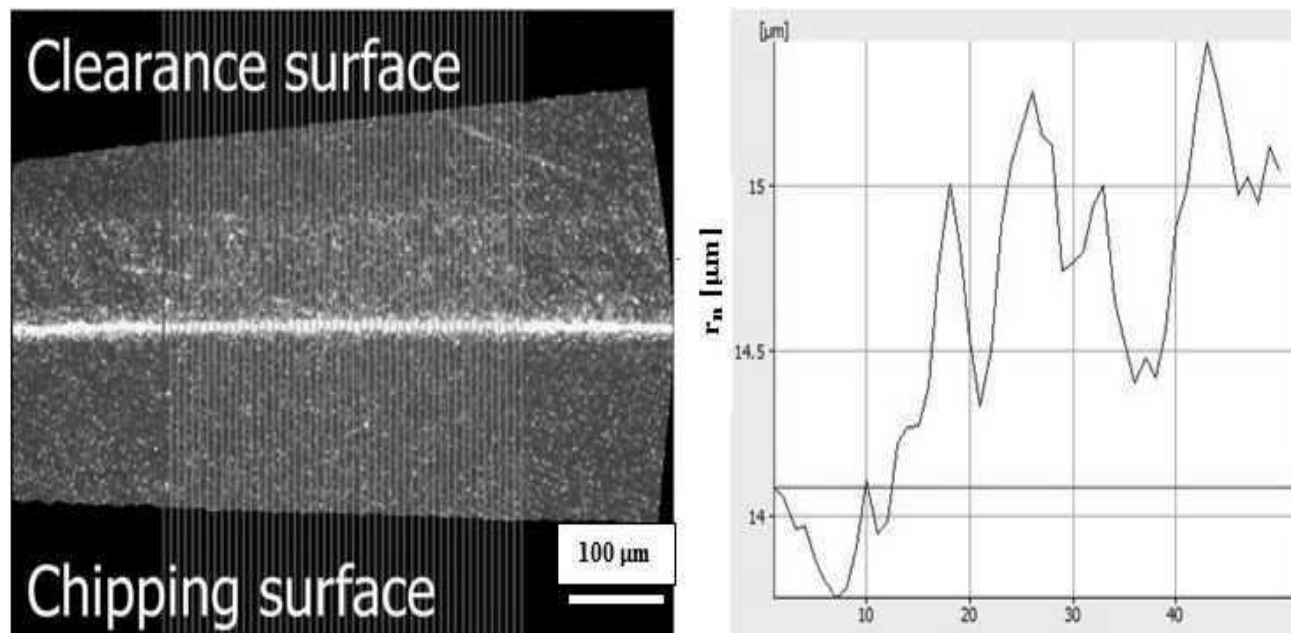 Clearance surface
Chipping surface
100 μm
[μm]
rₙ [μm]
15
14.5
14
10
20
30
40